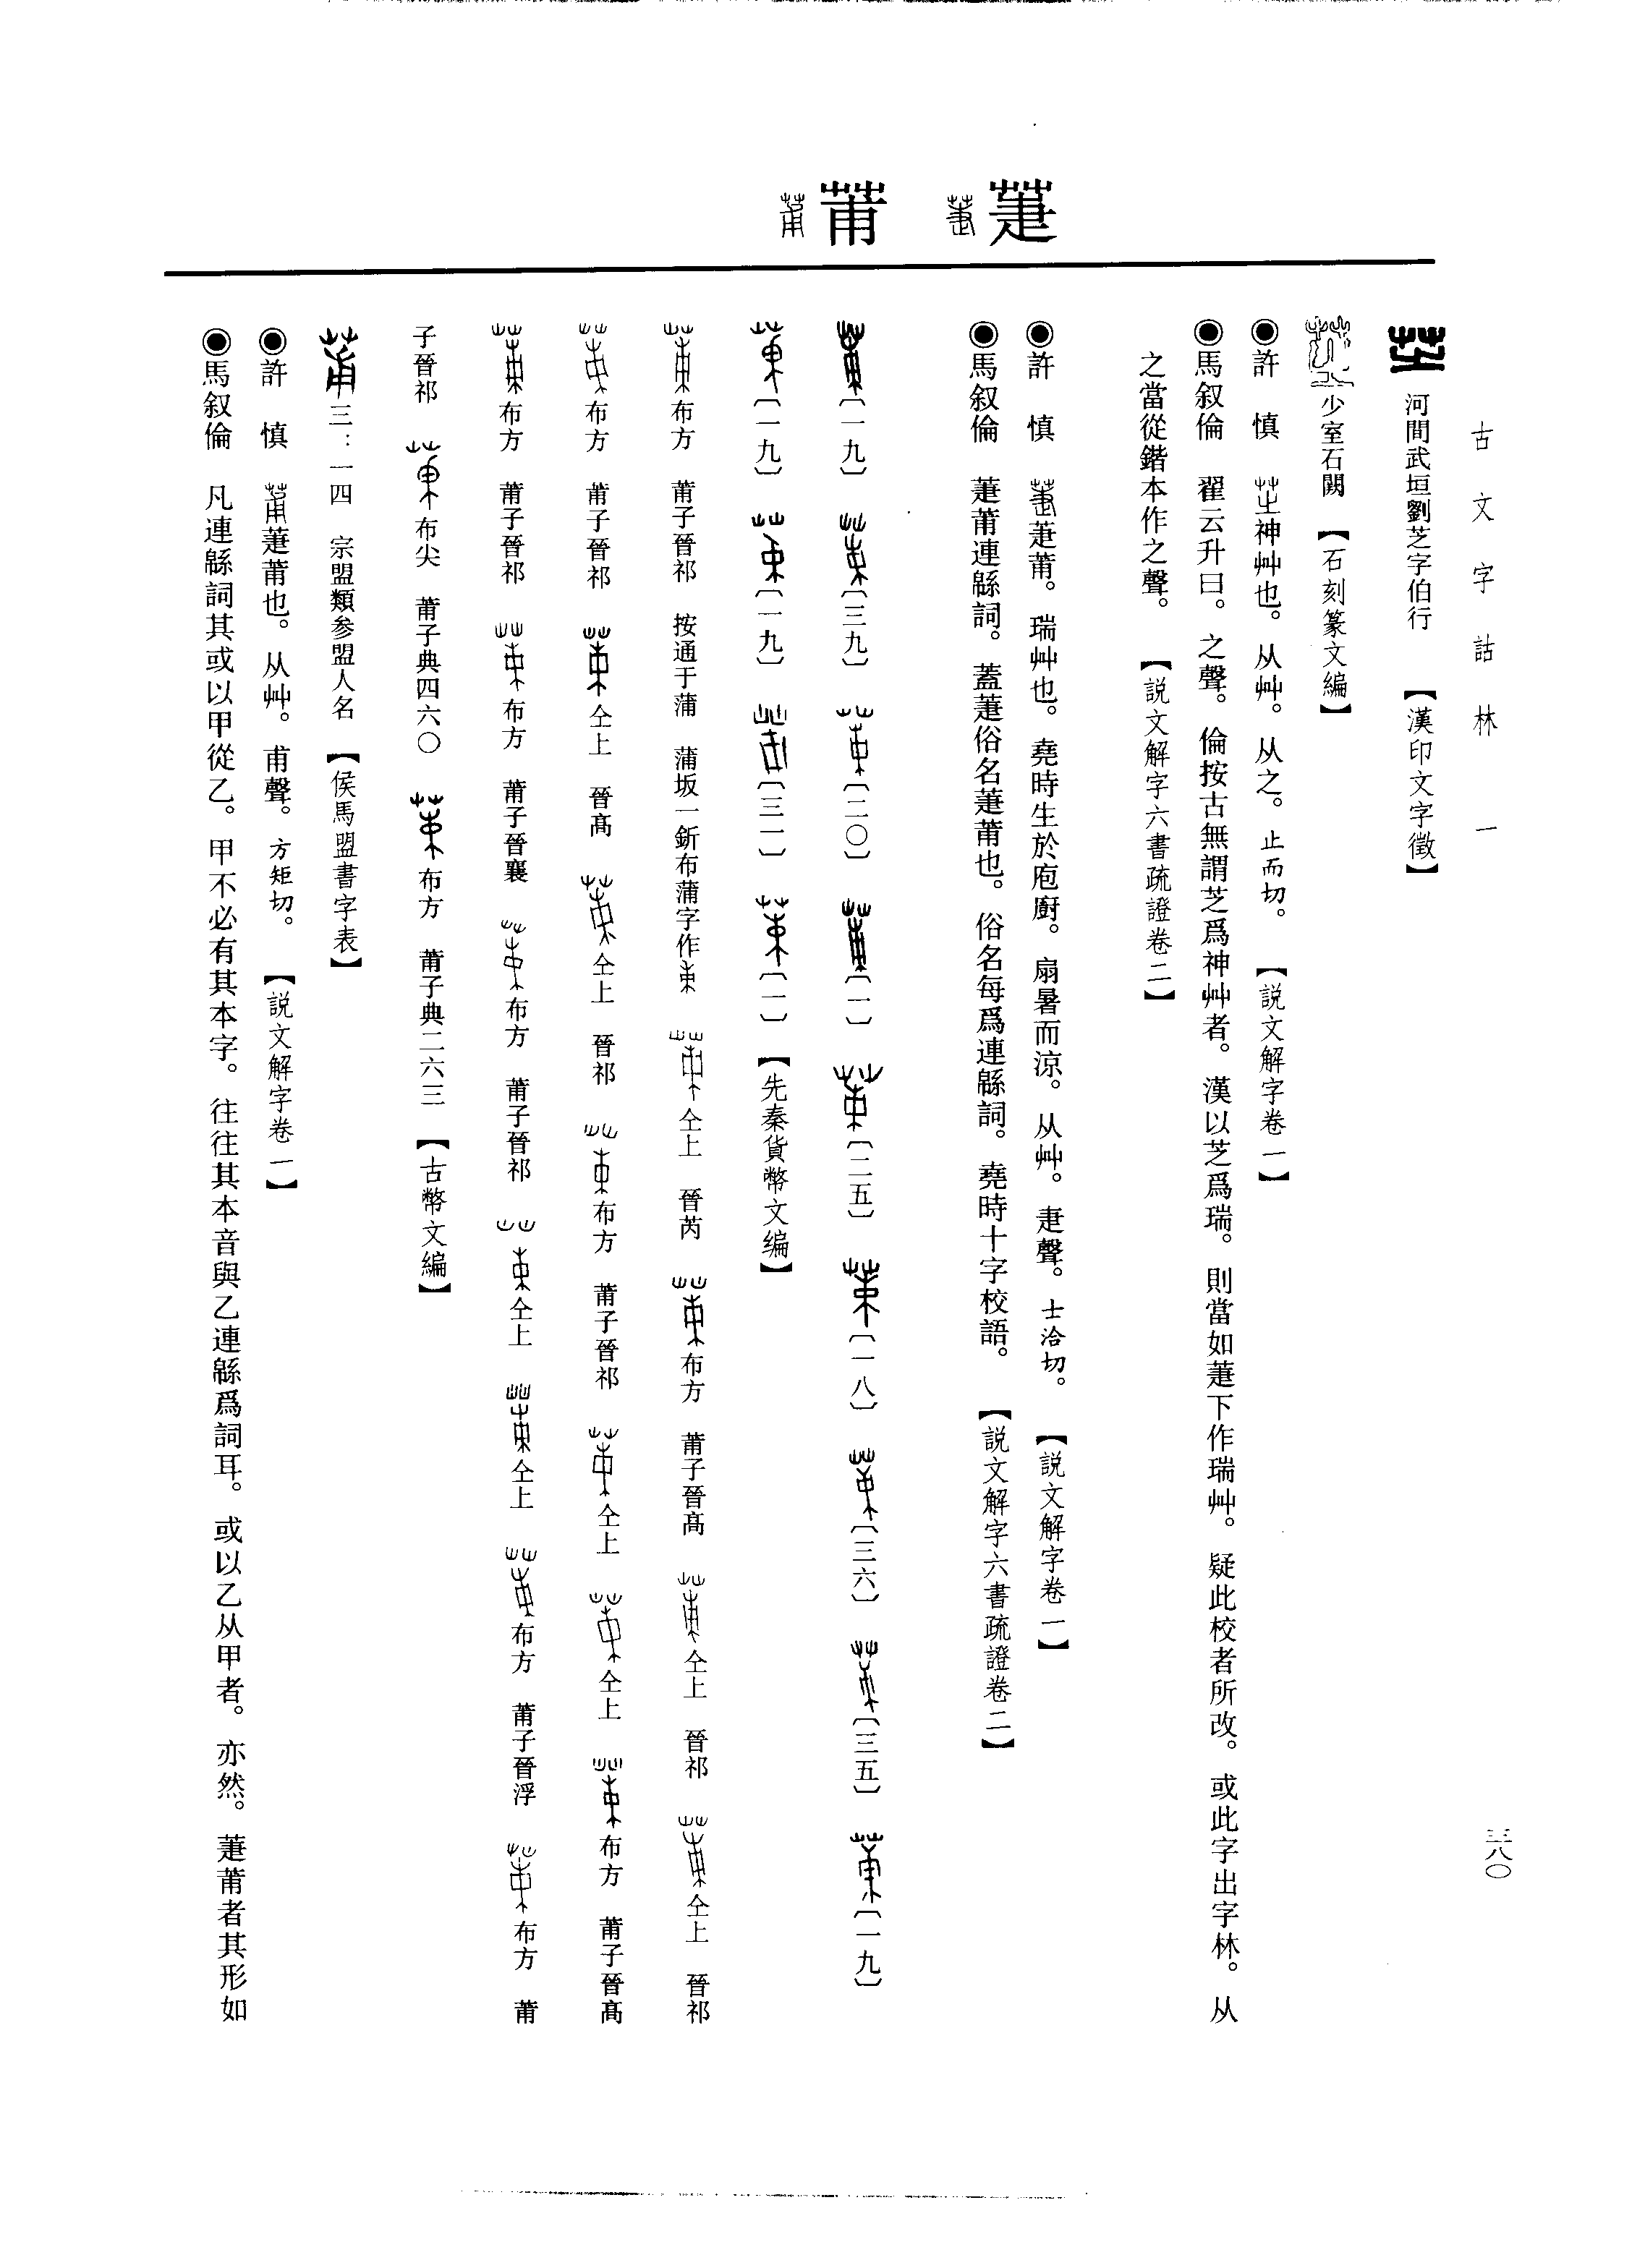 古文字詁林 一
三八〇
萐 莆
河間武垣劉芝字伯行 【漢印文字徵】
少室石闕 【石刻篆文編】
◉許 慎 神艸也。从艸。从之。止而切。 【説文解字卷一】
◉馬叙倫 翟云升曰。之聲。倫按古無謂芝爲神艸者。漢以芝爲瑞。則當如萐下作瑞艸。疑此校者所改。或此字出字林。从
之當從鍇本作之聲。 【説文解字六書疏證卷二】
◉許 慎 萐莆。瑞艸也。堯時生於庖廚。扇暑而涼。从艸。疌聲。士洽切。 【説文解字卷一】
◉馬叙倫 萐莆連緜詞。蓋萐俗名萐莆也。俗名每爲連緜詞。堯時十字校語。 【説文解字六書疏證卷二】
〔一九〕 〔三九〕 〔二〇〕 〔一〕 〔二五〕 〔一八〕 〔三六〕 〔三五〕 〔一九〕
〔一九〕 〔一九〕 〔三一〕 〔一〕 【先秦貨幣文编】
布方 莆子晉祁 按通于蒲 蒲坂一釿布蒲字作 仝上 晉芮 布方 莆子晉髙 仝上 晉祁 仝上 晉祁
布方 莆子晉祁 仝上 晉髙 仝上 晉祁 布方 莆子晉祁 仝上 仝上 布方 莆子晉髙
布方 莆子晉祁 布方 莆子晉襄 布方 莆子晉祁 仝上 仝上 布方 莆子晉浮 布方 莆
子晉祁 布尖 莆子典四六〇 布方 莆子典二六三 【古幣文編】
三：一四 宗盟類参盟人名 【侯馬盟書字表】
◉許 慎 萐莆也。从艸。甫聲。方矩切。 【説文解字卷一】
◉馬叙倫 凡連緜詞其或以甲從乙。甲不必有其本字。往往其本音與乙連緜爲詞耳。或以乙从甲者。亦然。萐莆者其形如